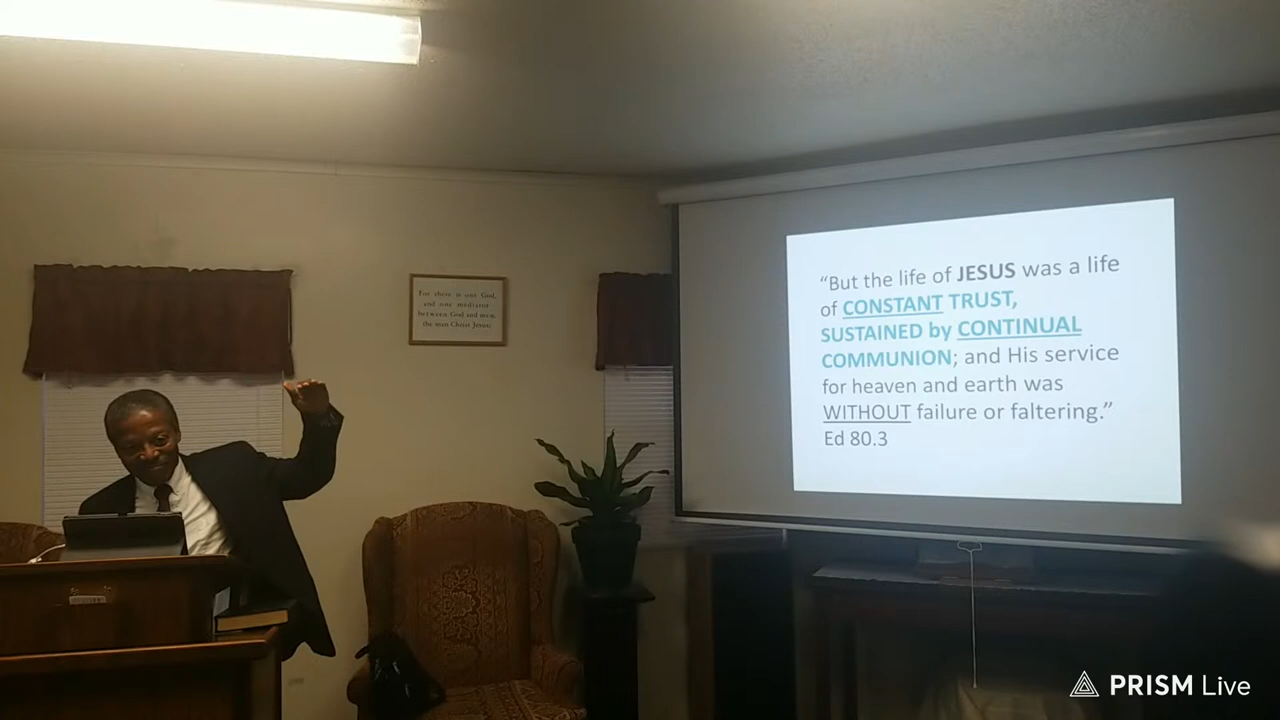 For there is one God,
and one mediator
between God and men,
the man Christ Jesus;
“But the life of JESUS was a life
of CONSTANT TRUST,
SUSTAINED by CONTINUAL
COMMUNION; and His service
for heaven and earth was
WITHOUT failure or faltering.”
Ed 80.3
PRISM Live